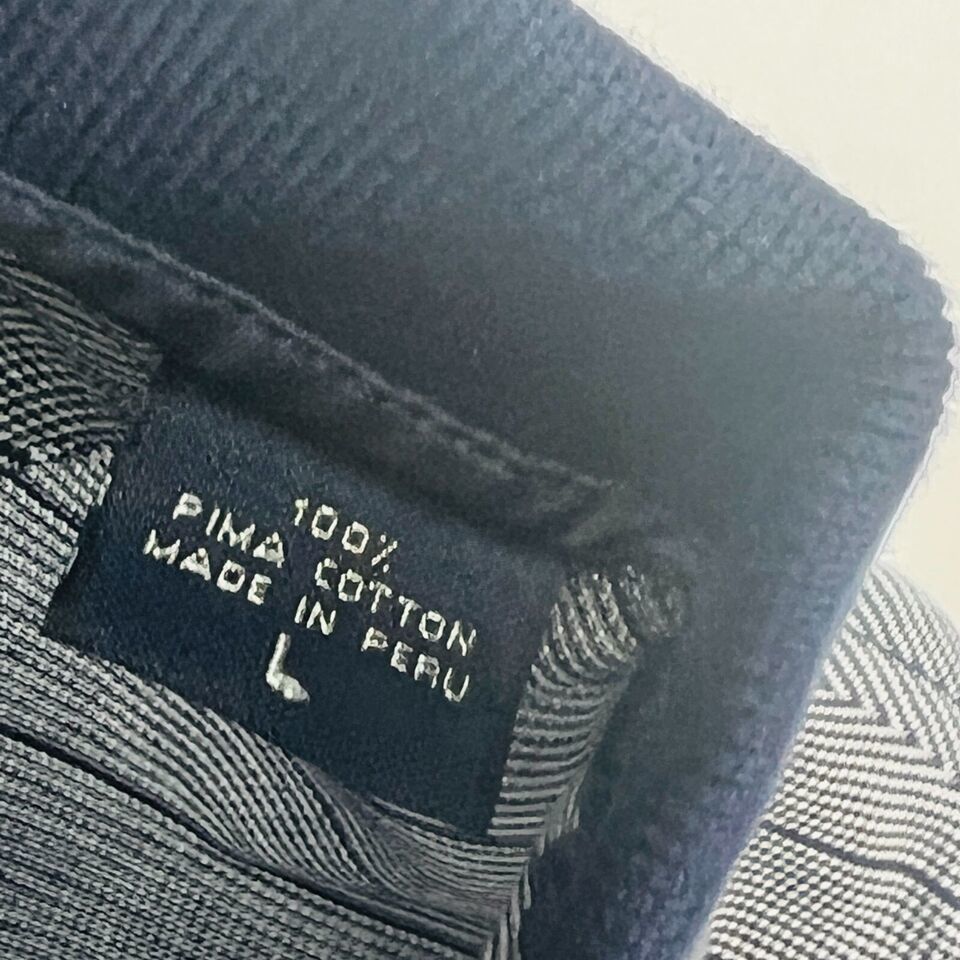 100%
PIMA COTTON
MADE IN PERU
L